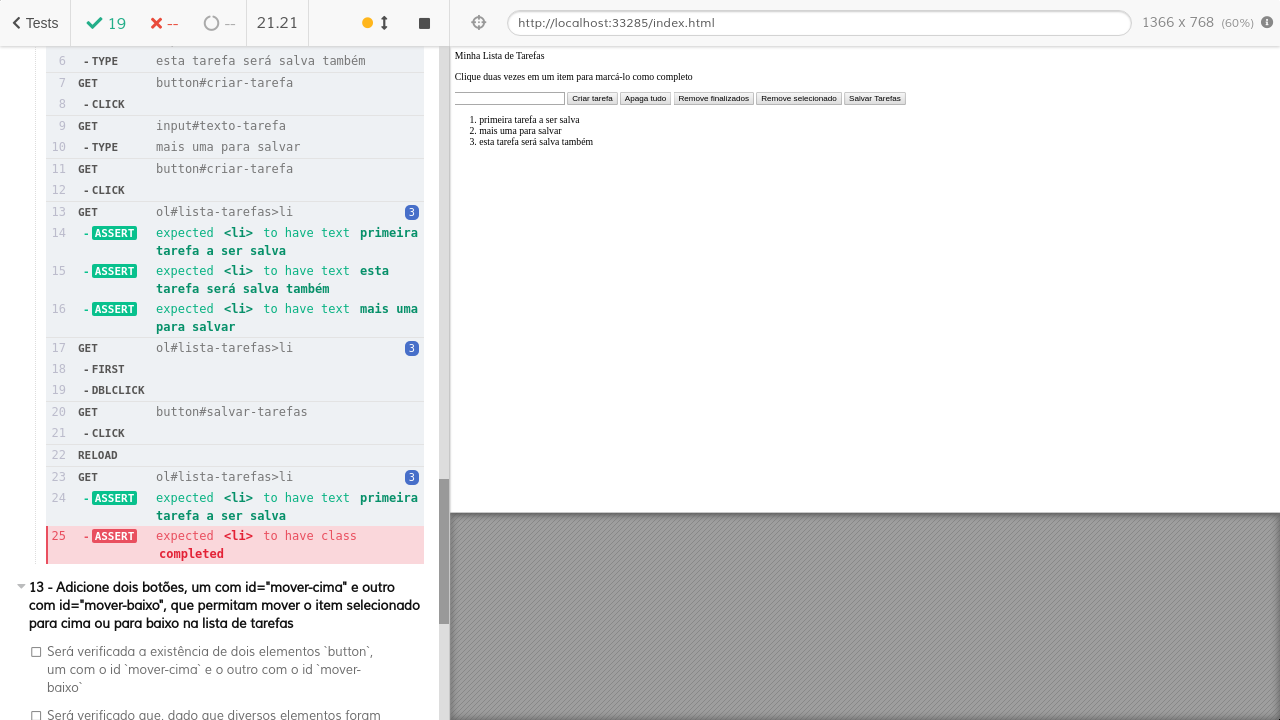 Tests
19
--
--
21.21
http://localhost:33285/index.html
1366 x 768 (60%)
6 - TYPE esta tarefa será salva também
7 GET button#criar-tarefa
8 - CLICK
9 GET input#texto-tarefa
10 - TYPE mais uma para salvar
11 GET button#criar-tarefa
12 - CLICK
13 GET ol#lista-tarefas>li 3
14 - ASSERT expected <li> to have text primeira
tarefa a ser salva
15 - ASSERT expected <li> to have text esta
tarefa será salva também
16 - ASSERT expected <li> to have text mais uma
para salvar
17 GET ol#lista-tarefas>li 3
18 - FIRST
19 - DBLCLICK
20 GET button#salvar-tarefas
21 - CLICK
22 RELOAD
23 GET ol#lista-tarefas>li 3
24 - ASSERT expected <li> to have text primeira
tarefa a ser salva
25 - ASSERT expected <li> to have class
completed
13 - Adicione dois botões, um com id="mover-cima" e outro
com id="mover-baixo", que permitam mover o item selecionado
para cima ou para baixo na lista de tarefas
Será verificada a existência de dois elementos `button`,
um com o id `mover-cima` e o outro com o id `mover-
baixo`
Será verificado que, dado que diversos elementos foram
Minha Lista de Tarefas
Clique duas vezes em um item para marcá-lo como completo
Criar tarefa Apaga tudo Remove finalizados Remove selecionado Salvar Tarefas
1. primeira tarefa a ser salva
2. mais uma para salvar
3. esta tarefa será salva também